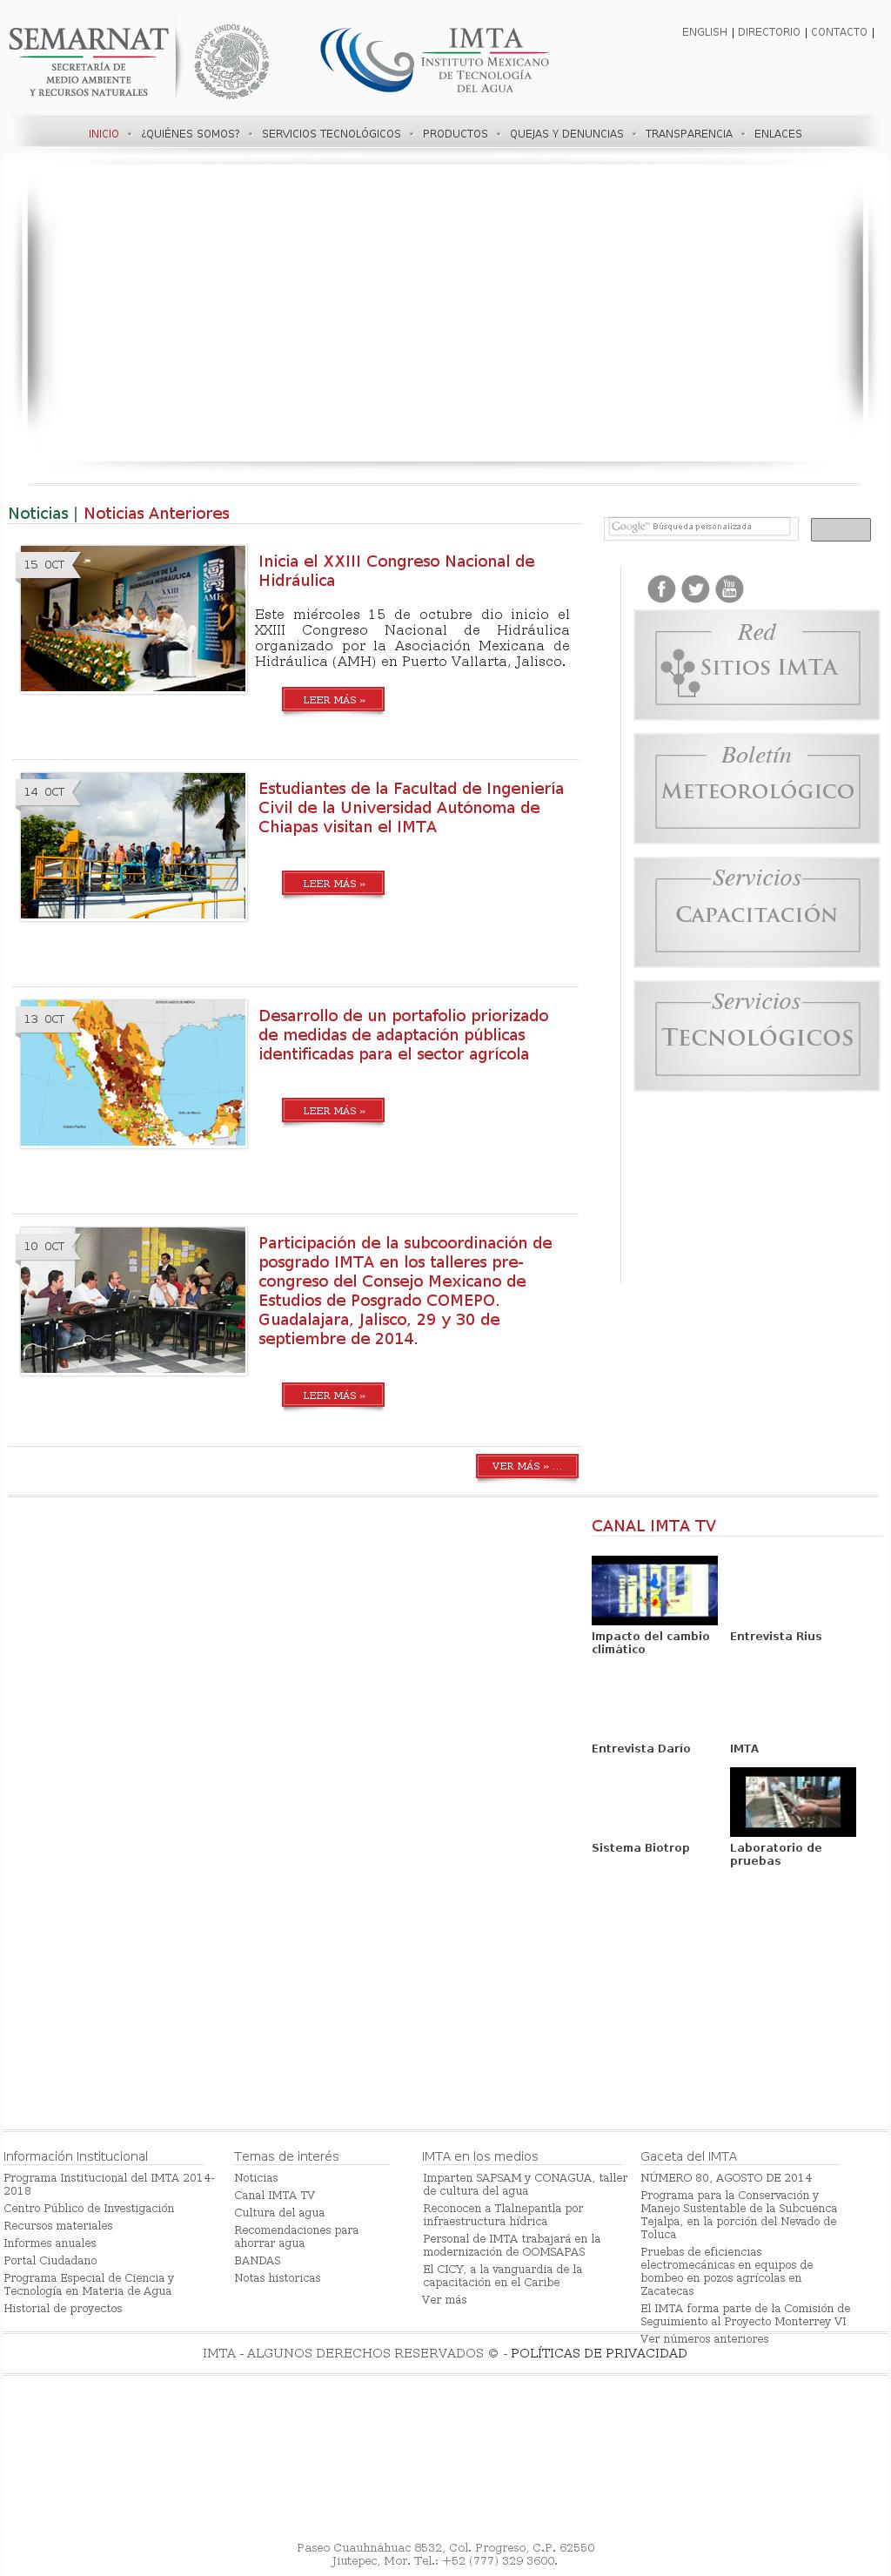 SEMARNAT
SECRETARÍA DE
MEDIO AMBIENTE
Y RECURSOS NATURALES
IMTA
INSTITUTO MEXICANO
DE TECNOLOGÍA
DEL AGUA
ENGLISH | DIRECTORIO | CONTACTO |
INICIO • ¿QUIÉNES SOMOS? • SERVICIOS TECNOLÓGICOS • PRODUCTOS • QUEJAS Y DENUNCIAS • TRANSPARENCIA • ENLACES
Noticias | Noticias Anteriores
Google™ Búsqueda personalizada
15 OCT
Inicia el XXIII Congreso Nacional de
Hidráulica
Este miércoles 15 de octubre dio inicio el
XXIII Congreso Nacional de Hidráulica
organizado por la Asociación Mexicana de
Hidráulica (AMH) en Puerto Vallarta, Jalisco.
LEER MÁS »
14 OCT
Estudiantes de la Facultad de Ingeniería
Civil de la Universidad Autónoma de
Chiapas visitan el IMTA
LEER MÁS »
13 OCT
Desarrollo de un portafolio priorizado
de medidas de adaptación públicas
identificadas para el sector agrícola
LEER MÁS »
10 OCT
Participación de la subcoordinación de
posgrado IMTA en los talleres pre-
congreso del Consejo Mexicano de
Estudios de Posgrado COMEPO.
Guadalajara, Jalisco, 29 y 30 de
septiembre de 2014.
LEER MÁS »
VER MÁS » ...
You
Tube
Red
SITIOS IMTA
Boletín
METEOROLÓGICO
Servicios
CAPACITACIÓN
Servicios
TECNOLÓGICOS
CANAL IMTA TV
Impacto del cambio
climático
Entrevista Rius
Entrevista Darío
IMTA
Sistema Biotrop
Laboratorio de
pruebas
Información Institucional
Programa Institucional del IMTA 2014-
2018
Centro Público de Investigación
Recursos materiales
Informes anuales
Portal Ciudadano
Programa Especial de Ciencia y
Tecnología en Materia de Agua
Historial de proyectos
Temas de interés
Noticias
Canal IMTA TV
Cultura del agua
Recomendaciones para
ahorrar agua
BANDAS
Notas historicas
IMTA en los medios
Imparten SAPSAM y CONAGUA, taller
de cultura del agua
Reconocen a Tlalnepantla por
infraestructura hídrica
Personal de IMTA trabajará en la
modernización de OOMSAPAS
El CICY, a la vanguardia de la
capacitación en el Caribe
Ver más
Gaceta del IMTA
NÚMERO 80, AGOSTO DE 2014
Programa para la Conservación y
Manejo Sustentable de la Subcuenca
Tejalpa, en la porción del Nevado de
Toluca
Pruebas de eficiencias
electromecánicas en equipos de
bombeo en pozos agrícolas en
Zacatecas
El IMTA forma parte de la Comisión de
Seguimiento al Proyecto Monterrey VI
Ver números anteriores
IMTA - ALGUNOS DERECHOS RESERVADOS © - POLÍTICAS DE PRIVACIDAD
Paseo Cuauhnáhuac 8532, Col. Progreso, C.P. 62550
Jiutepec, Mor. Tel.: +52 (777) 329 3600.